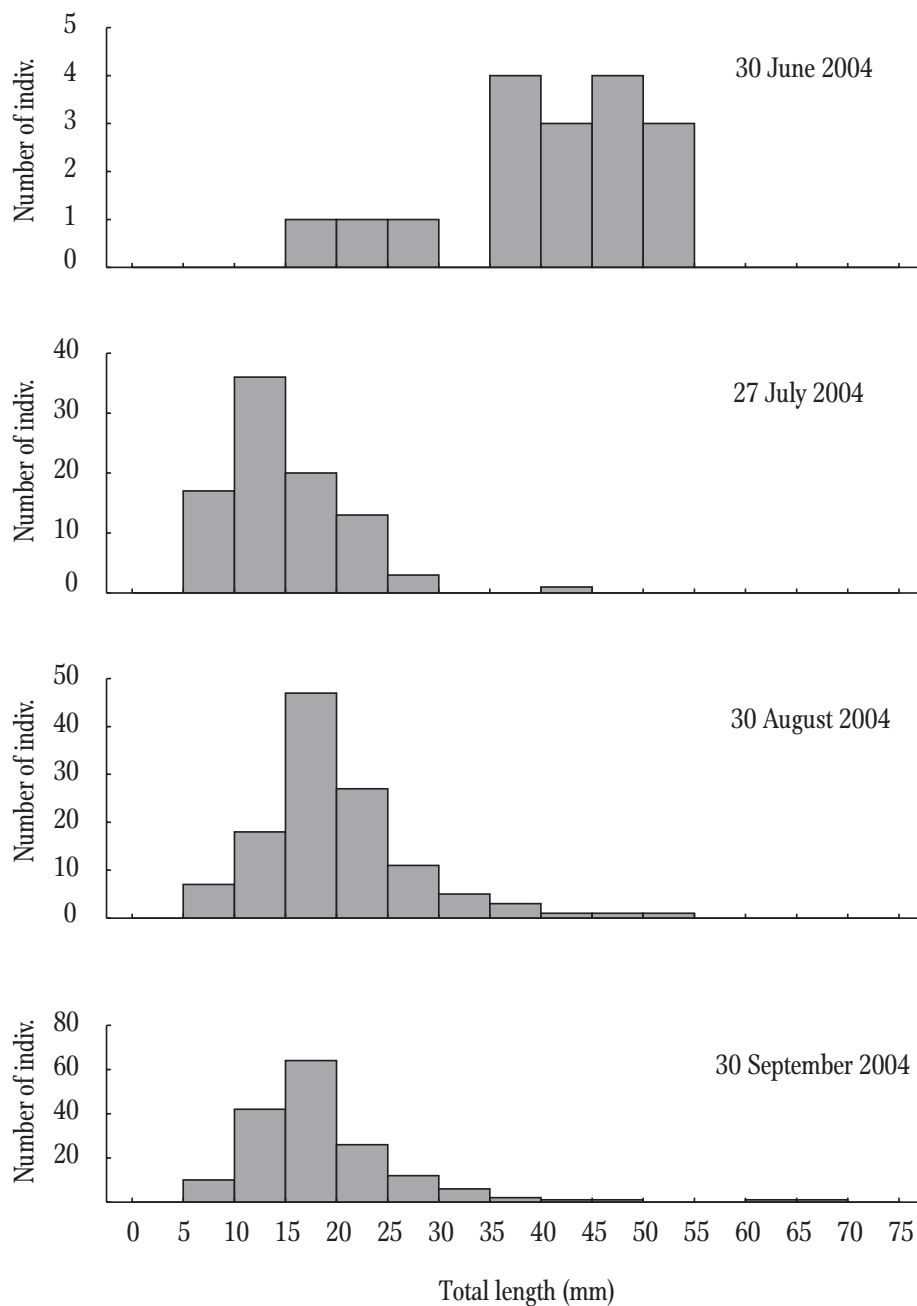 5
4
3
2
1
0
Number of indiv.
30 June 2004
40
30
20
10
0
Number of indiv.
27 July 2004
50
40
30
20
10
0
Number of indiv.
30 August 2004
80
60
40
20
Number of indiv.
30 September 2004
0 5 10 15 20 25 30 35 40 45 50 55 60 65 70 75
Total length (mm)